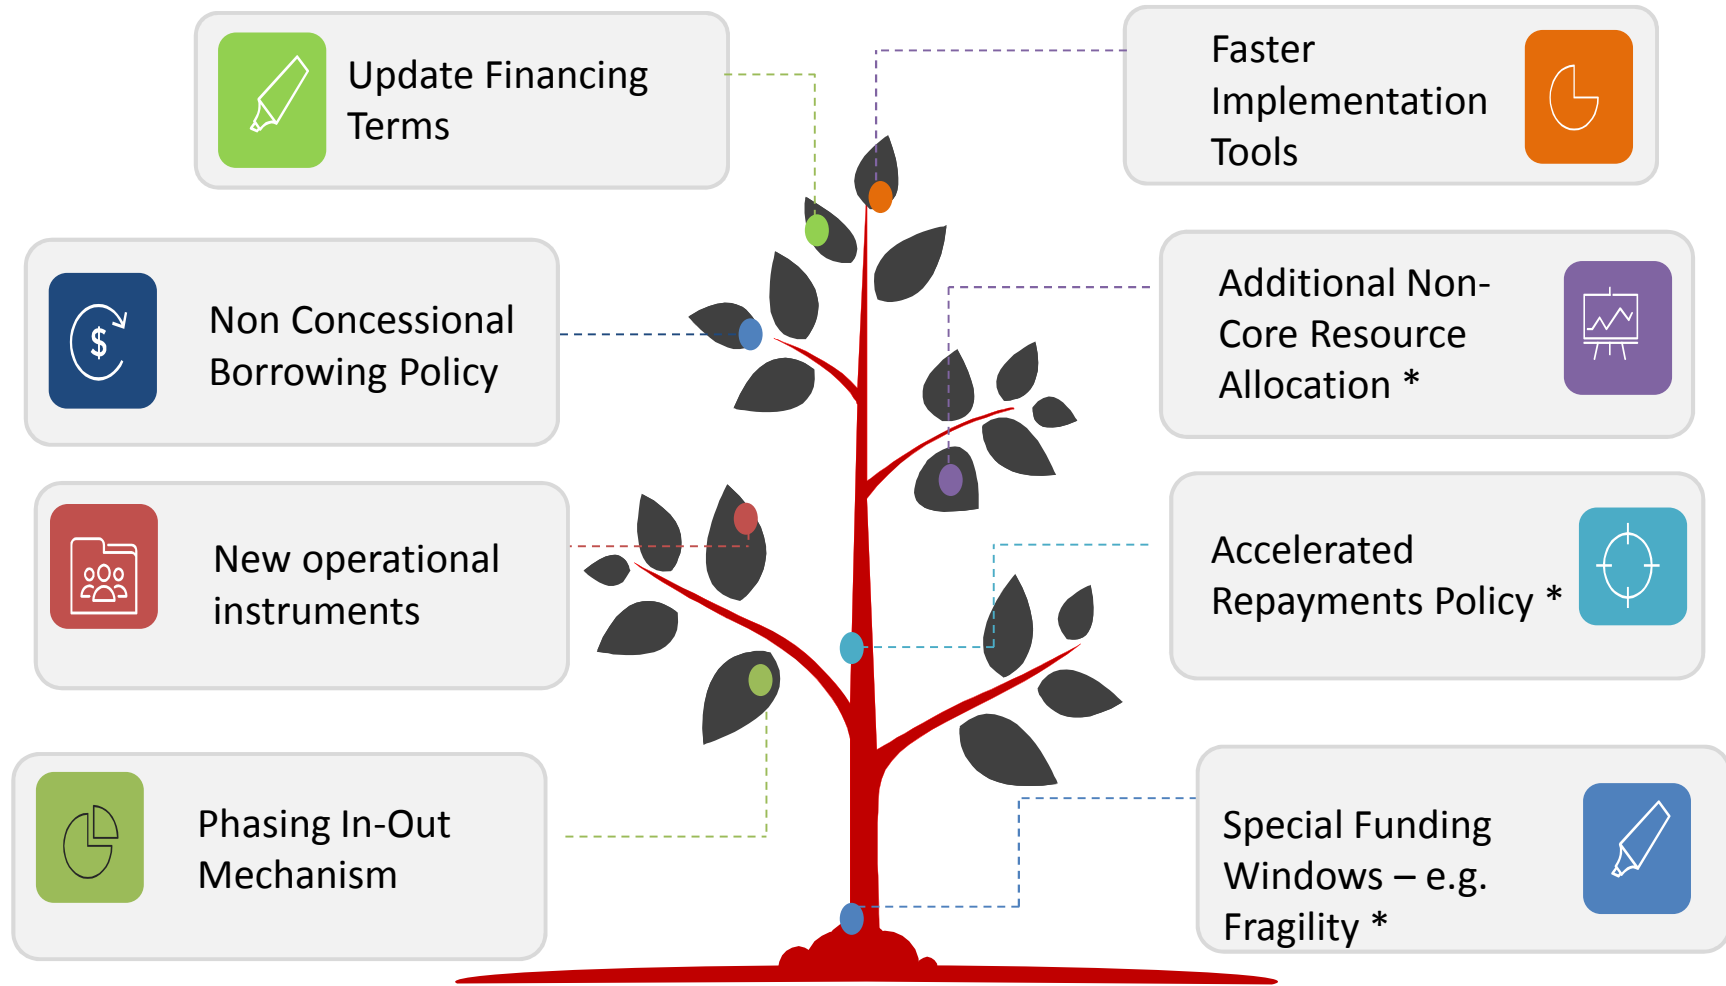 Update Financing
Terms
Non Concessional
Borrowing Policy
$
New operational
instruments
Phasing In-Out
Mechanism
Faster
Implementation
Tools
Additional Non-
Core Resource
Allocation *
Accelerated
Repayments Policy *
Special Funding
Windows – e.g.
Fragility *